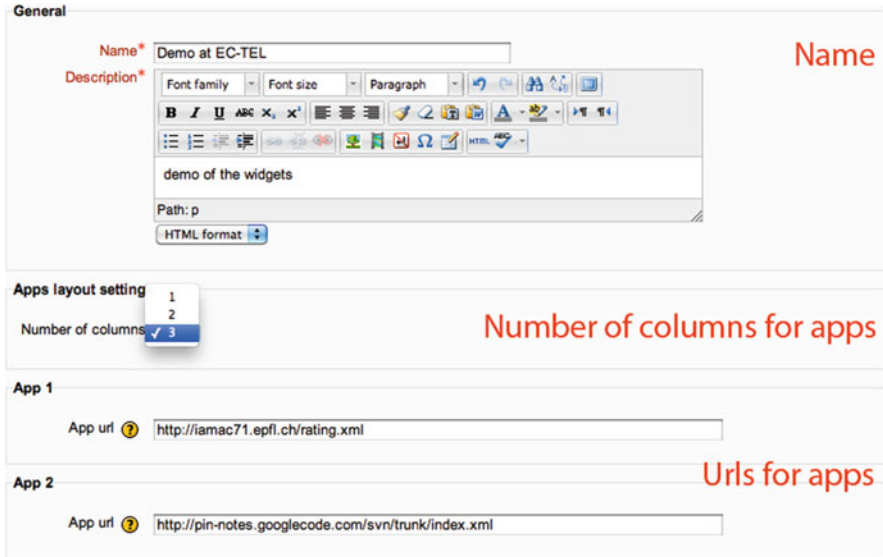 General
Name* Demo at EC-TEL
Name
Description*
Font family Font size Paragraph
B I U ABC X₂ X² A ab
HTML ABC
demo of the widgets
Path: p
HTML format
Apps layout setting
1
2
Number of columns ✓ 3
Number of columns for apps
App 1
App url ? http://iamac71.epfl.ch/rating.xml
Urls for apps
App 2
App url ? http://pin-notes.googlecode.com/svn/trunk/index.xml